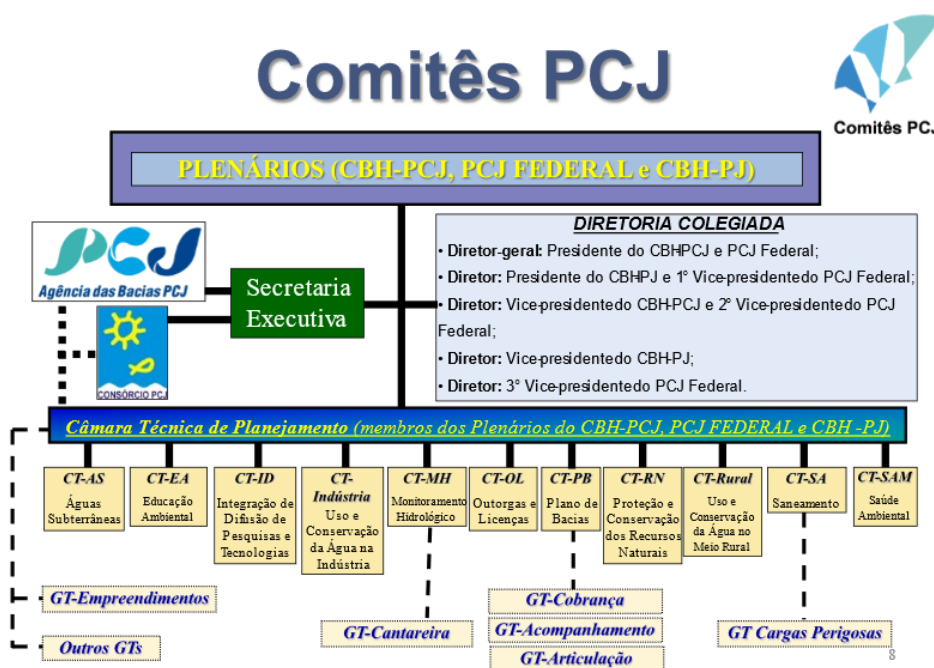 Comitês PCJ
Comitês PCJ
PLENÁRIOS (CBH-PCJ, PCJ FEDERAL e CBH-PJ)
PCJ
Agência das Bacias PCJ
CONSÓRCIO PCJ
Secretaria
Executiva
DIRETORIA COLEGIADA
• Diretor-geral: Presidente do CBHPCJ e PCJ Federal;
• Diretor: Presidente do CBHPJ e 1º Vice-presidentedo PCJ Federal;
• Diretor: Vice-presidentedo CBH-PCJ e 2º Vice-presidentedo PCJ
Federal;
• Diretor: Vice-presidentedo CBH-PJ;
• Diretor: 3° Vice-presidentedo PCJ Federal.
Câmara Técnica de Planejamento (membros dos Plenários do CBH-PCJ, PCJ FEDERAL e CBH -PJ)
CT-AS
Águas
Subterrâneas
CT-EA
Educação
Ambiental
CT-ID
Integração de
Difusão de
Pesquisas e
Tecnologias
CT-
Indústria
Uso e
Conservação
da Água na
Indústria
CT-MH
Monitoramento
Hidrológico
CT-OL
Outorgas e
Licenças
CT-PB
Plano de
Bacias
CT-RN
Proteção e
Conservação
dos Recursos
Naturais
CT-Rural
Uso e
Conservação
da Água no
Meio Rural
CT-SA
Saneamento
CT-SAM
Saúde
Ambiental
GT-Empreendimentos
Outros GTs
GT-Cantareira
GT-Cobrança
GT-Acompanhamento
GT-Articulação
GT Cargas Perigosas
8